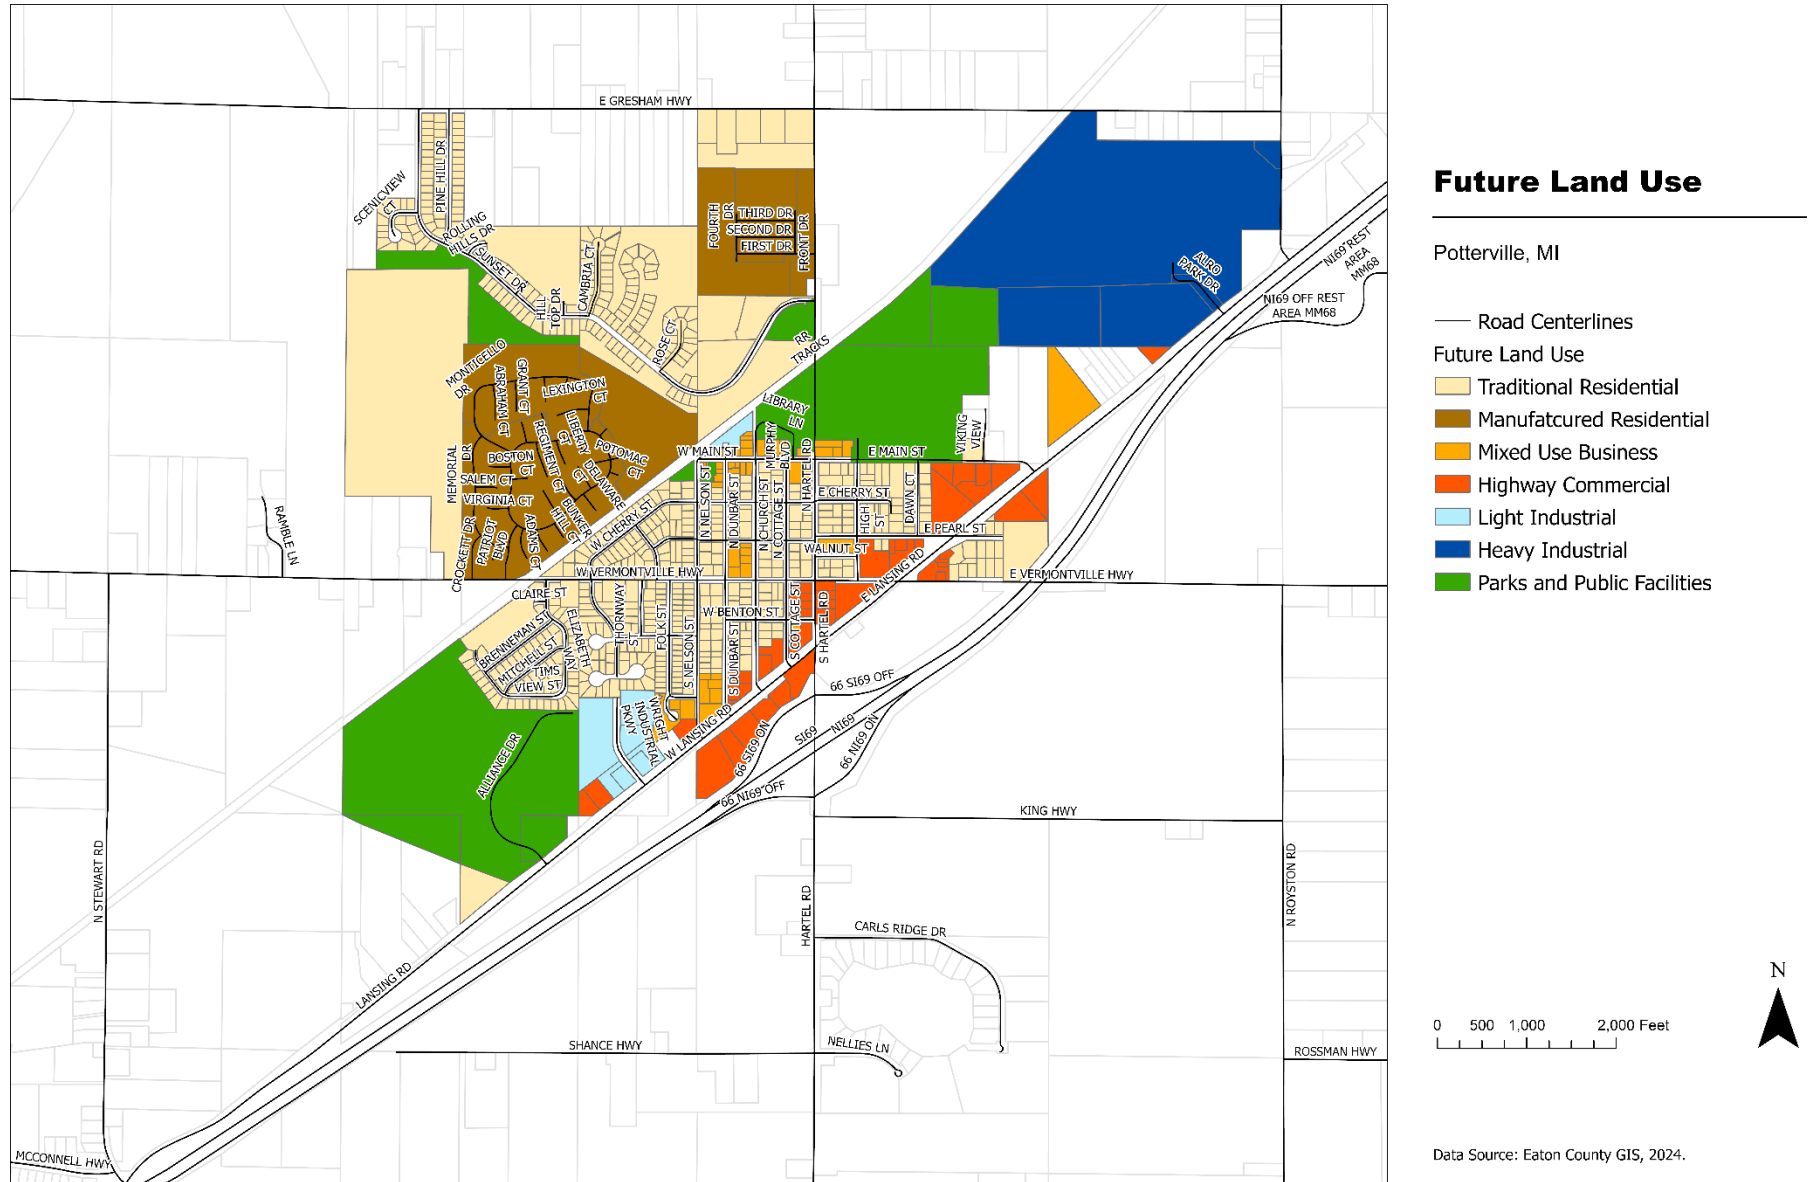 E GRESHAM HWY
SCENICVIEW
CT
PINE HILL DR
ROLLING
HILLS DR
SUNSET DR
HILL
TOP DR
CAMBRIA CT
ROSE CT
FOURTH
DR
THIRD DR
SECOND DR
FIRST DR
FRONT DR
RR
TRACKS
ALRO
PARK DR
NI69 REST
AREA
MM68
NI69 OFF REST
AREA MM68
MONTICELLO
DR
ABRAHAM CT
GRANT CT
LEXINGTON
CT
LIBERTY
CT
REGIMENT CT
POTOMAC
CT
DELAWARE
CT
BUNKER
HILL CT
MEMORIAL
DR
BOSTON
CT
SALEM CT
VIRGINIA CT
CROCKETT DR
PATRIOT
BLVD
ADAMS CT
RAMBLE LN
LIBRARY
LN
MURPHY
BLVD
W MAIN ST
E MAIN ST
VIKING
VIEW
N NELSON ST
N DUNBAR ST
N CHURCH ST
N COTTAGE ST
N HARTEL RD
W CHERRY ST
E CHERRY ST
HIGH
ST
DAWN CT
E PEARL ST
WALNUT ST
W VERMONTVILLE HWY
E VERMONTVILLE HWY
E LANSING RD
CLAIRE ST
BRENNEMAN ST
MITCHELL ST
TIMS
VIEW ST
ELIZABETH
WAY
THORNWAY
ST
FOLK ST
S NELSON ST
W BENTON ST
S DUNBAR ST
S COTTAGE ST
S HARTEL RD
WRIGHT
INDUSTRIAL
PKWY
W LANSING RD
ALLIANCE DR
66 SI69 OFF
66 SI69 ON
SI69
NI69
66 NI69 ON
66 NI69 OFF
KING HWY
N STEWART RD
LANSING RD
HARTEL RD
N ROYSTON RD
CARLS RIDGE DR
SHANCE HWY
NELLIES LN
ROSSMAN HWY
MCCONNELL HWY
Future Land Use
Potterville, MI
Road Centerlines
Future Land Use
Traditional Residential
Manufatcured Residential
Mixed Use Business
Highway Commercial
Light Industrial
Heavy Industrial
Parks and Public Facilities
N
0 500 1,000 2,000 Feet
Data Source: Eaton County GIS, 2024.